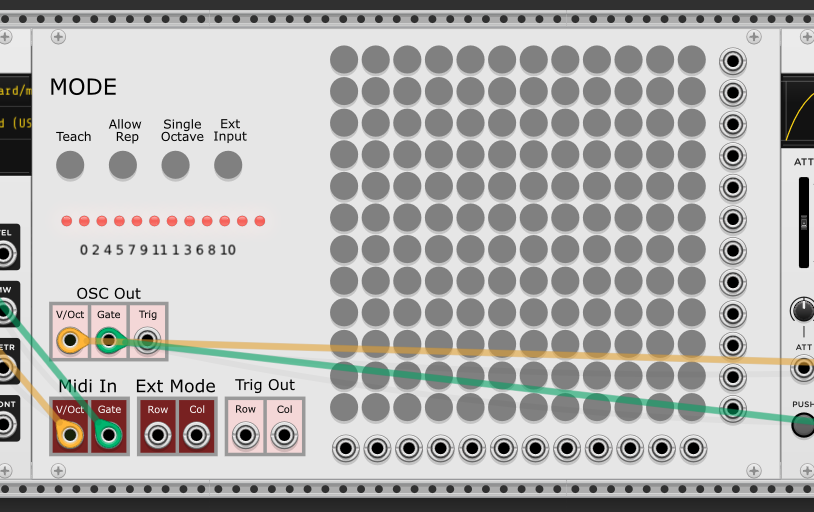 ard/m
d (US
MODE
Teach
Allow
Rep
Single
Octave
Ext
Input
0 2 4 5 7 9 11 1 3 6 8 10
OSC Out
V/Oct Gate Trig
Midi In Ext Mode Trig Out
V/Oct Gate Row Col Row Col
EL
MW
ETR
ONT
ATT
ATT
PUSH